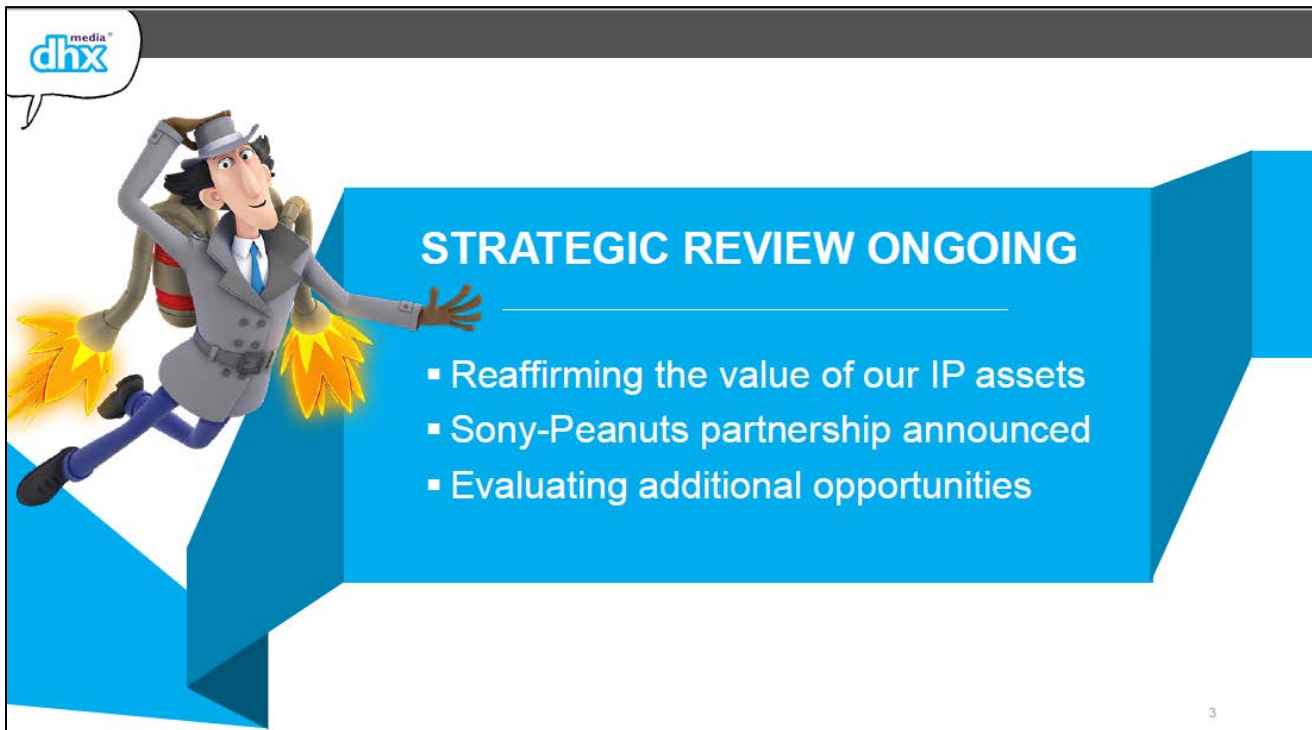 media®
dhx
STRATEGIC REVIEW ONGOING
▪ Reaffirming the value of our IP assets
▪ Sony-Peanuts partnership announced
▪ Evaluating additional opportunities
3